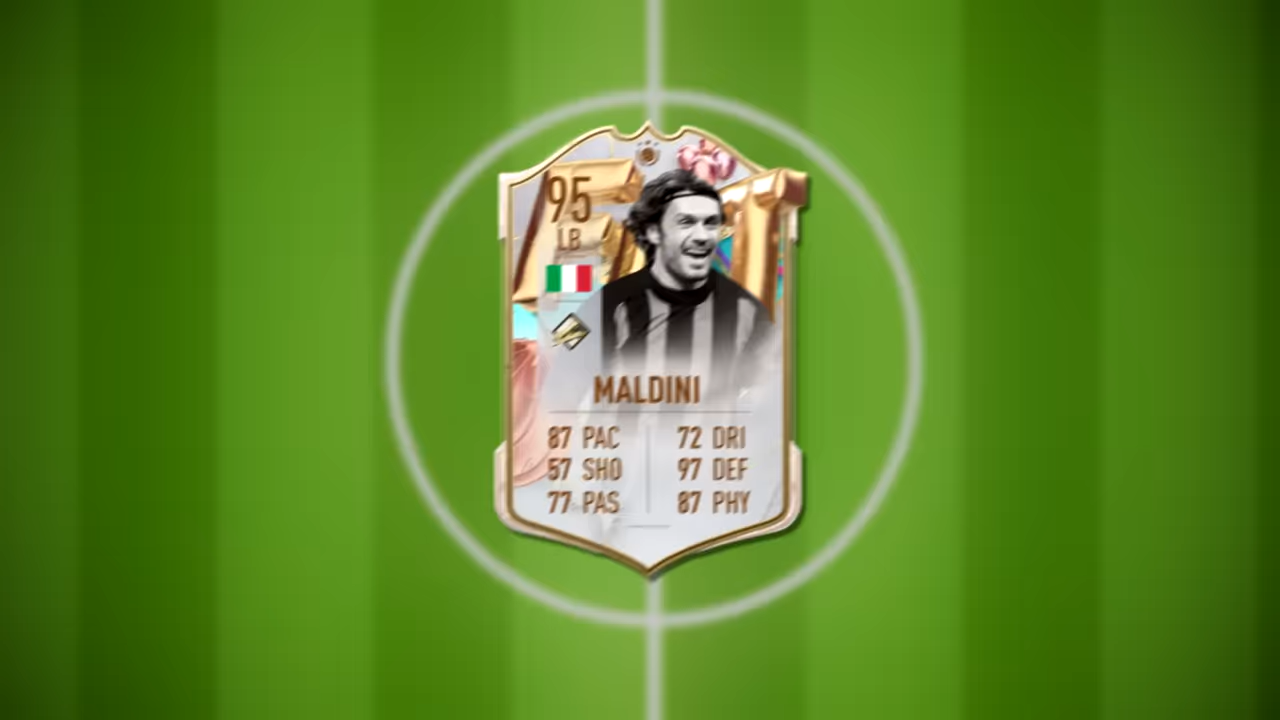 95
LB
MALDINI
87 PAC 72 DRI
57 SHO 97 DEF
77 PAS 87 PHY